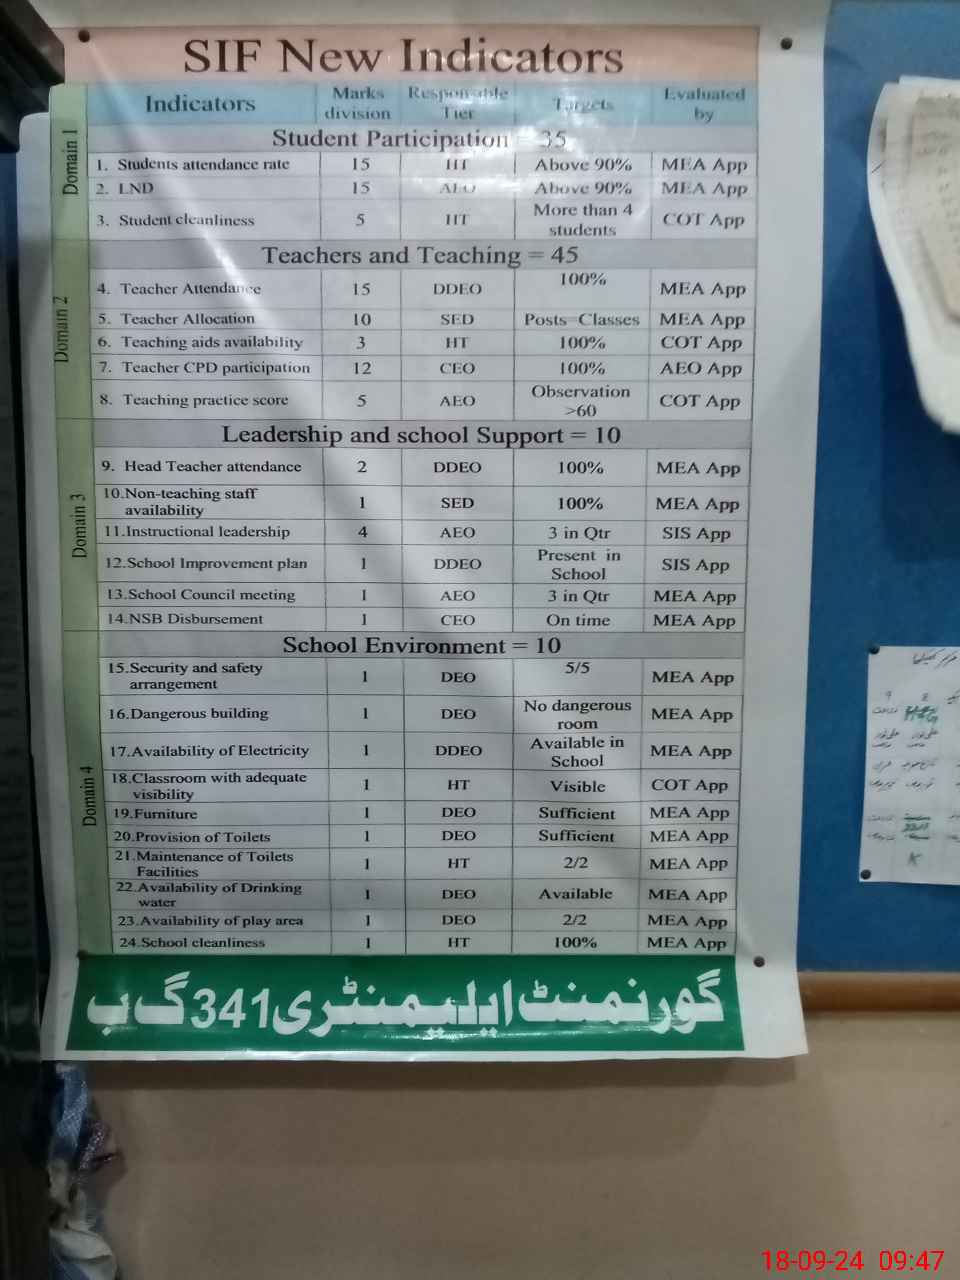 SIF New Indicators
Indicators Marks division Responsible Tier Targets Evaluated by
Domain 1
Student Participation = 35
1. Students attendance rate 15 HT Above 90% MEA App
2. LND 15 AEO Above 90% MEA App
3. Student cleanliness 5 HT More than 4 students COT App
Domain 2
Teachers and Teaching = 45
4. Teacher Attendance 15 DDEO 100% MEA App
5. Teacher Allocation 10 SED Posts=Classes MEA App
6. Teaching aids availability 3 HT 100% COT App
7. Teacher CPD participation 12 CEO 100% AEO App
8. Teaching practice score 5 AEO Observation >60 COT App
Domain 3
Leadership and school Support = 10
9. Head Teacher attendance 2 DDEO 100% MEA App
10.Non-teaching staff availability 1 SED 100% MEA App
11.Instructional leadership 4 AEO 3 in Qtr SIS App
12.School Improvement plan 1 DDEO Present in School SIS App
13.School Council meeting 1 AEO 3 in Qtr MEA App
14.NSB Disbursement 1 CEO On time MEA App
Domain 4
School Environment = 10
15.Security and safety arrangement 1 DEO 5/5 MEA App
16.Dangerous building 1 DEO No dangerous room MEA App
17.Availability of Electricity 1 DDEO Available in School MEA App
18.Classroom with adequate visibility 1 HT Visible COT App
19.Furniture 1 DEO Sufficient MEA App
20.Provision of Toilets 1 DEO Sufficient MEA App
21.Maintenance of Toilets Facilities 1 HT 2/2 MEA App
22.Availability of Drinking water 1 DEO Available MEA App
23.Availability of play area 1 DEO 2/2 MEA App
24.School cleanliness 1 HT 100% MEA App
گورنمنٹ ایلیمنٹری 341 گ ب
18-09-24 09:47